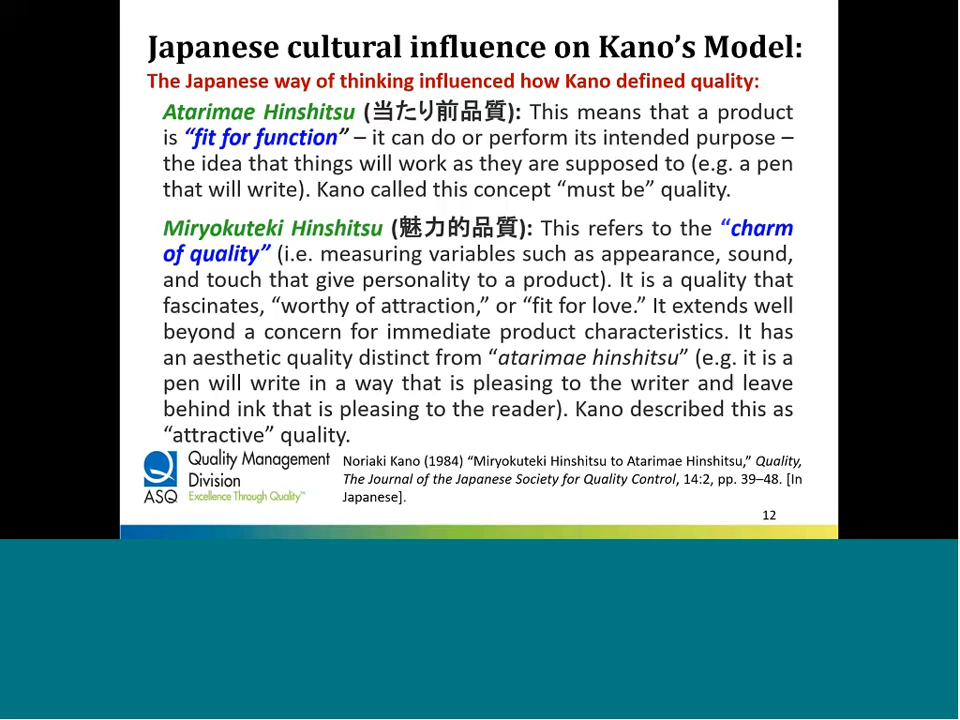 Japanese cultural influence on Kano's Model:
The Japanese way of thinking influenced how Kano defined quality:
Atarimae Hinshitsu (当たり前品質): This means that a product
is “fit for function” – it can do or perform its intended purpose –
the idea that things will work as they are supposed to (e.g. a pen
that will write). Kano called this concept “must be” quality.
Miryokuteki Hinshitsu (魅力的品質): This refers to the “charm
of quality” (i.e. measuring variables such as appearance, sound,
and touch that give personality to a product). It is a quality that
fascinates, “worthy of attraction,” or “fit for love.” It extends well
beyond a concern for immediate product characteristics. It has
an aesthetic quality distinct from “atarimae hinshitsu” (e.g. it is a
pen will write in a way that is pleasing to the writer and leave
behind ink that is pleasing to the reader). Kano described this as
“attractive” quality.
ASQ
Quality Management
Division
Excellence Through Quality™
Noriaki Kano (1984) “Miryokuteki Hinshitsu to Atarimae Hinshitsu,” Quality,
The Journal of the Japanese Society for Quality Control, 14:2, pp. 39–48. [In
Japanese].
12